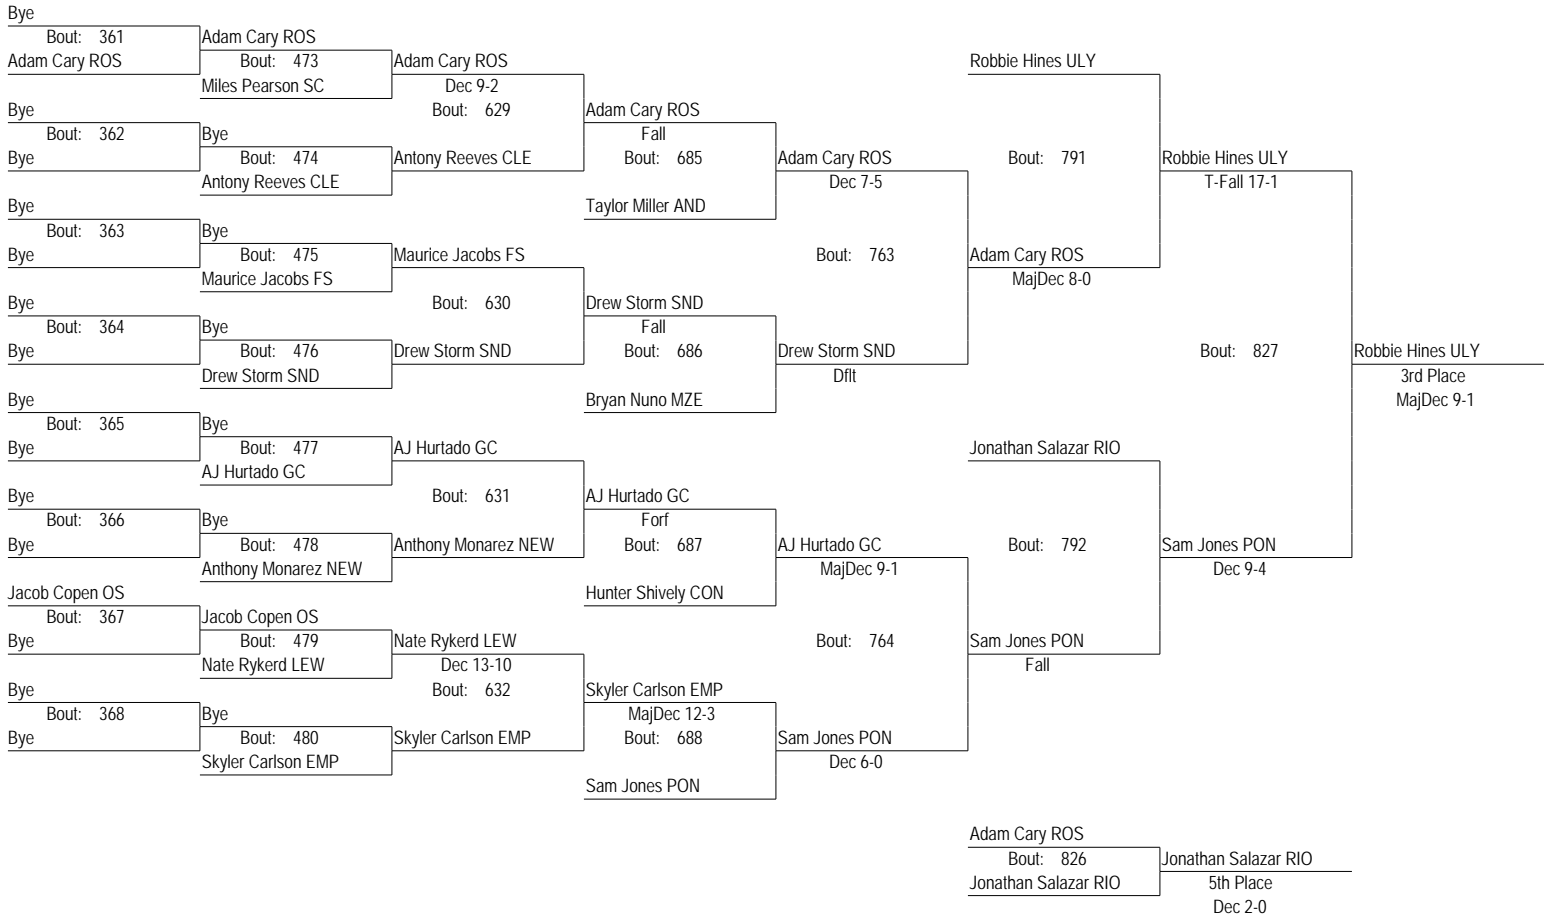 Bye
Bout: 361
Adam Cary ROS
Bye
Bout: 362
Bye
Bye
Bout: 363
Bye
Bye
Bout: 364
Bye
Bye
Bout: 365
Bye
Bye
Bout: 366
Bye
Jacob Copen OS
Bout: 367
Bye
Bye
Bout: 368
Bye
Adam Cary ROS
Bout: 473
Miles Pearson SC
Bye
Bout: 474
Antony Reeves CLE
Bye
Bout: 475
Maurice Jacobs FS
Bye
Bout: 476
Drew Storm SND
Bye
Bout: 477
AJ Hurtado GC
Bye
Bout: 478
Anthony Monarez NEW
Jacob Copen OS
Bout: 479
Nate Rykerd LEW
Bye
Bout: 480
Skyler Carlson EMP
Adam Cary ROS
Dec 9-2
Bout: 629
Antony Reeves CLE
Maurice Jacobs FS
Bout: 630
Drew Storm SND
AJ Hurtado GC
Bout: 631
Anthony Monarez NEW
Nate Rykerd LEW
Dec 13-10
Bout: 632
Skyler Carlson EMP
Adam Cary ROS
Fall
Bout: 685
Taylor Miller AND
Drew Storm SND
Fall
Bout: 686
Bryan Nuno MZE
AJ Hurtado GC
Forf
Bout: 687
Hunter Shively CON
Skyler Carlson EMP
MajDec 12-3
Bout: 688
Sam Jones PON
Adam Cary ROS
Dec 7-5
Bout: 763
Drew Storm SND
Dflt
AJ Hurtado GC
MajDec 9-1
Bout: 764
Sam Jones PON
Dec 6-0
Robbie Hines ULY
Bout: 791
Adam Cary ROS
MajDec 8-0
Jonathan Salazar RIO
Bout: 792
Sam Jones PON
Fall
Robbie Hines ULY
T-Fall 17-1
Bout: 827
Sam Jones PON
Dec 9-4
Robbie Hines ULY
3rd Place
MajDec 9-1
Adam Cary ROS
Bout: 826
Jonathan Salazar RIO
Jonathan Salazar RIO
5th Place
Dec 2-0